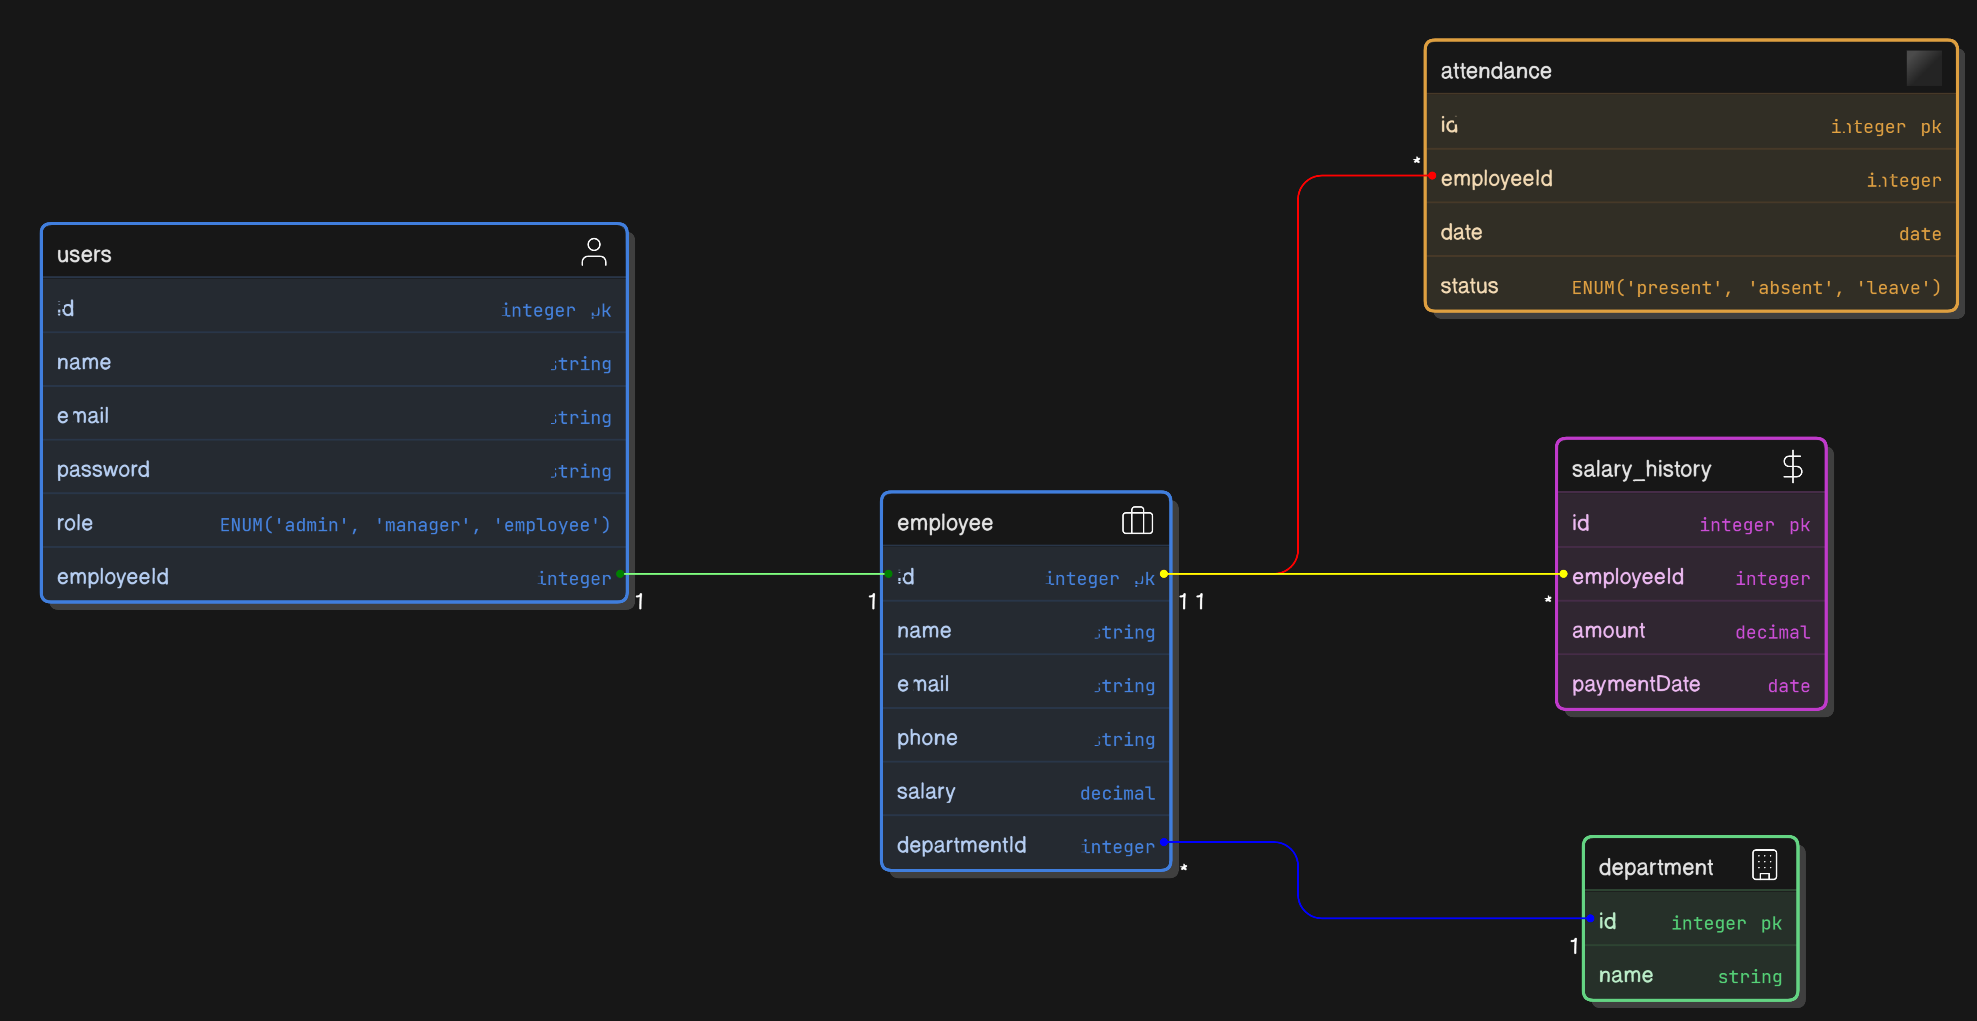 users
id integer pk
name string
email string
password string
role ENUM('admin', 'manager', 'employee')
employeeId integer
1
1
employee
id integer pk
name string
email string
phone string
salary decimal
departmentId integer
1 1
*
attendance
id integer pk
*
employeeId integer
date date
status ENUM('present', 'absent', 'leave')
salary_history
id integer pk
employeeId integer
*
amount decimal
paymentDate date
department
id integer pk
1
name string